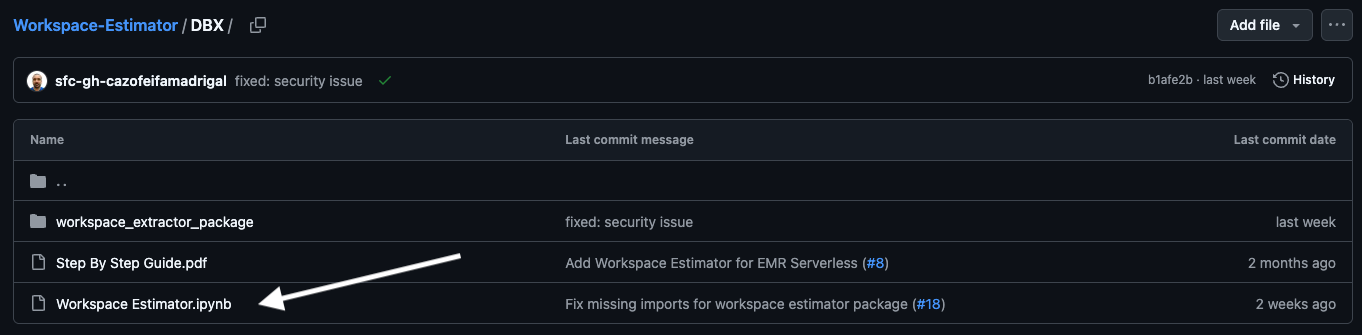 Workspace-Estimator / DBX /
Add file
sfc-gh-cazofeifamadrigal fixed: security issue
b1afe2b · last week
History
Name Last commit message Last commit date
..
workspace_extractor_package fixed: security issue last week
Step By Step Guide.pdf Add Workspace Estimator for EMR Serverless (#8) 2 months ago
Workspace Estimator.ipynb Fix missing imports for workspace estimator package (#18) 2 weeks ago